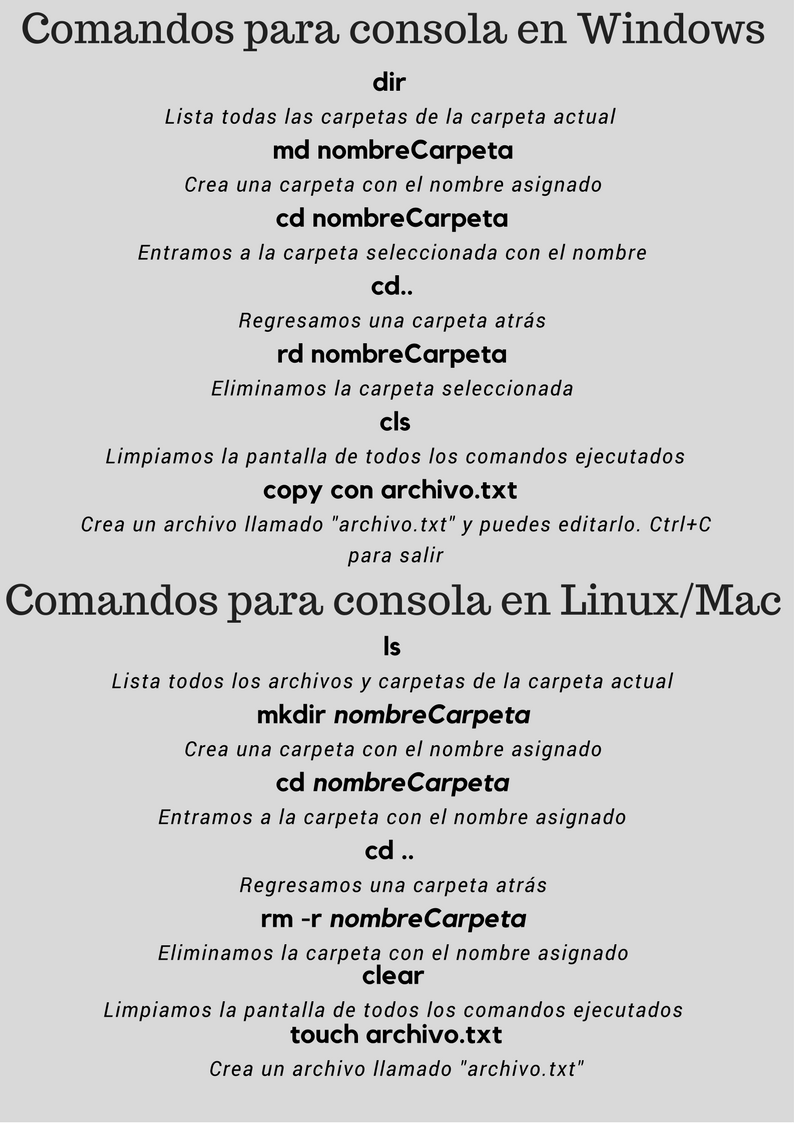 Comandos para consola en Windows
dir
Lista todas las carpetas de la carpeta actual
md nombreCarpeta
Crea una carpeta con el nombre asignado
cd nombreCarpeta
Entramos a la carpeta seleccionada con el nombre
cd..
Regresamos una carpeta atrás
rd nombreCarpeta
Eliminamos la carpeta seleccionada
cls
Limpiamos la pantalla de todos los comandos ejecutados
copy con archivo.txt
Crea un archivo llamado "archivo.txt" y puedes editarlo. Ctrl+C
para salir
Comandos para consola en Linux/Mac
ls
Lista todos los archivos y carpetas de la carpeta actual
mkdir nombreCarpeta
Crea una carpeta con el nombre asignado
cd nombreCarpeta
Entramos a la carpeta con el nombre asignado
cd ..
Regresamos una carpeta atrás
rm -r nombreCarpeta
Eliminamos la carpeta con el nombre asignado
clear
Limpiamos la pantalla de todos los comandos ejecutados
touch archivo.txt
Crea un archivo llamado "archivo.txt"